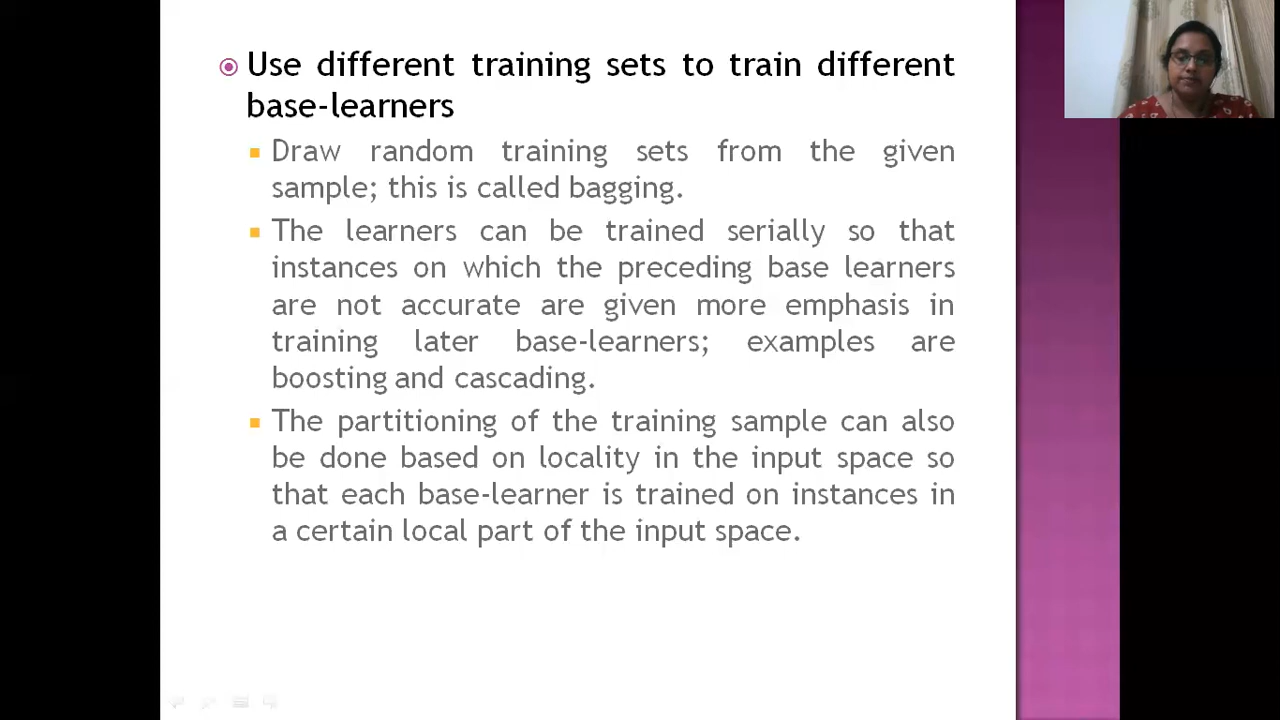 Use different training sets to train different
base-learners
Draw random training sets from the given
sample; this is called bagging.
The learners can be trained serially so that
instances on which the preceding base learners
are not accurate are given more emphasis in
training later base-learners; examples are
boosting and cascading.
The partitioning of the training sample can also
be done based on locality in the input space so
that each base-learner is trained on instances in
a certain local part of the input space.